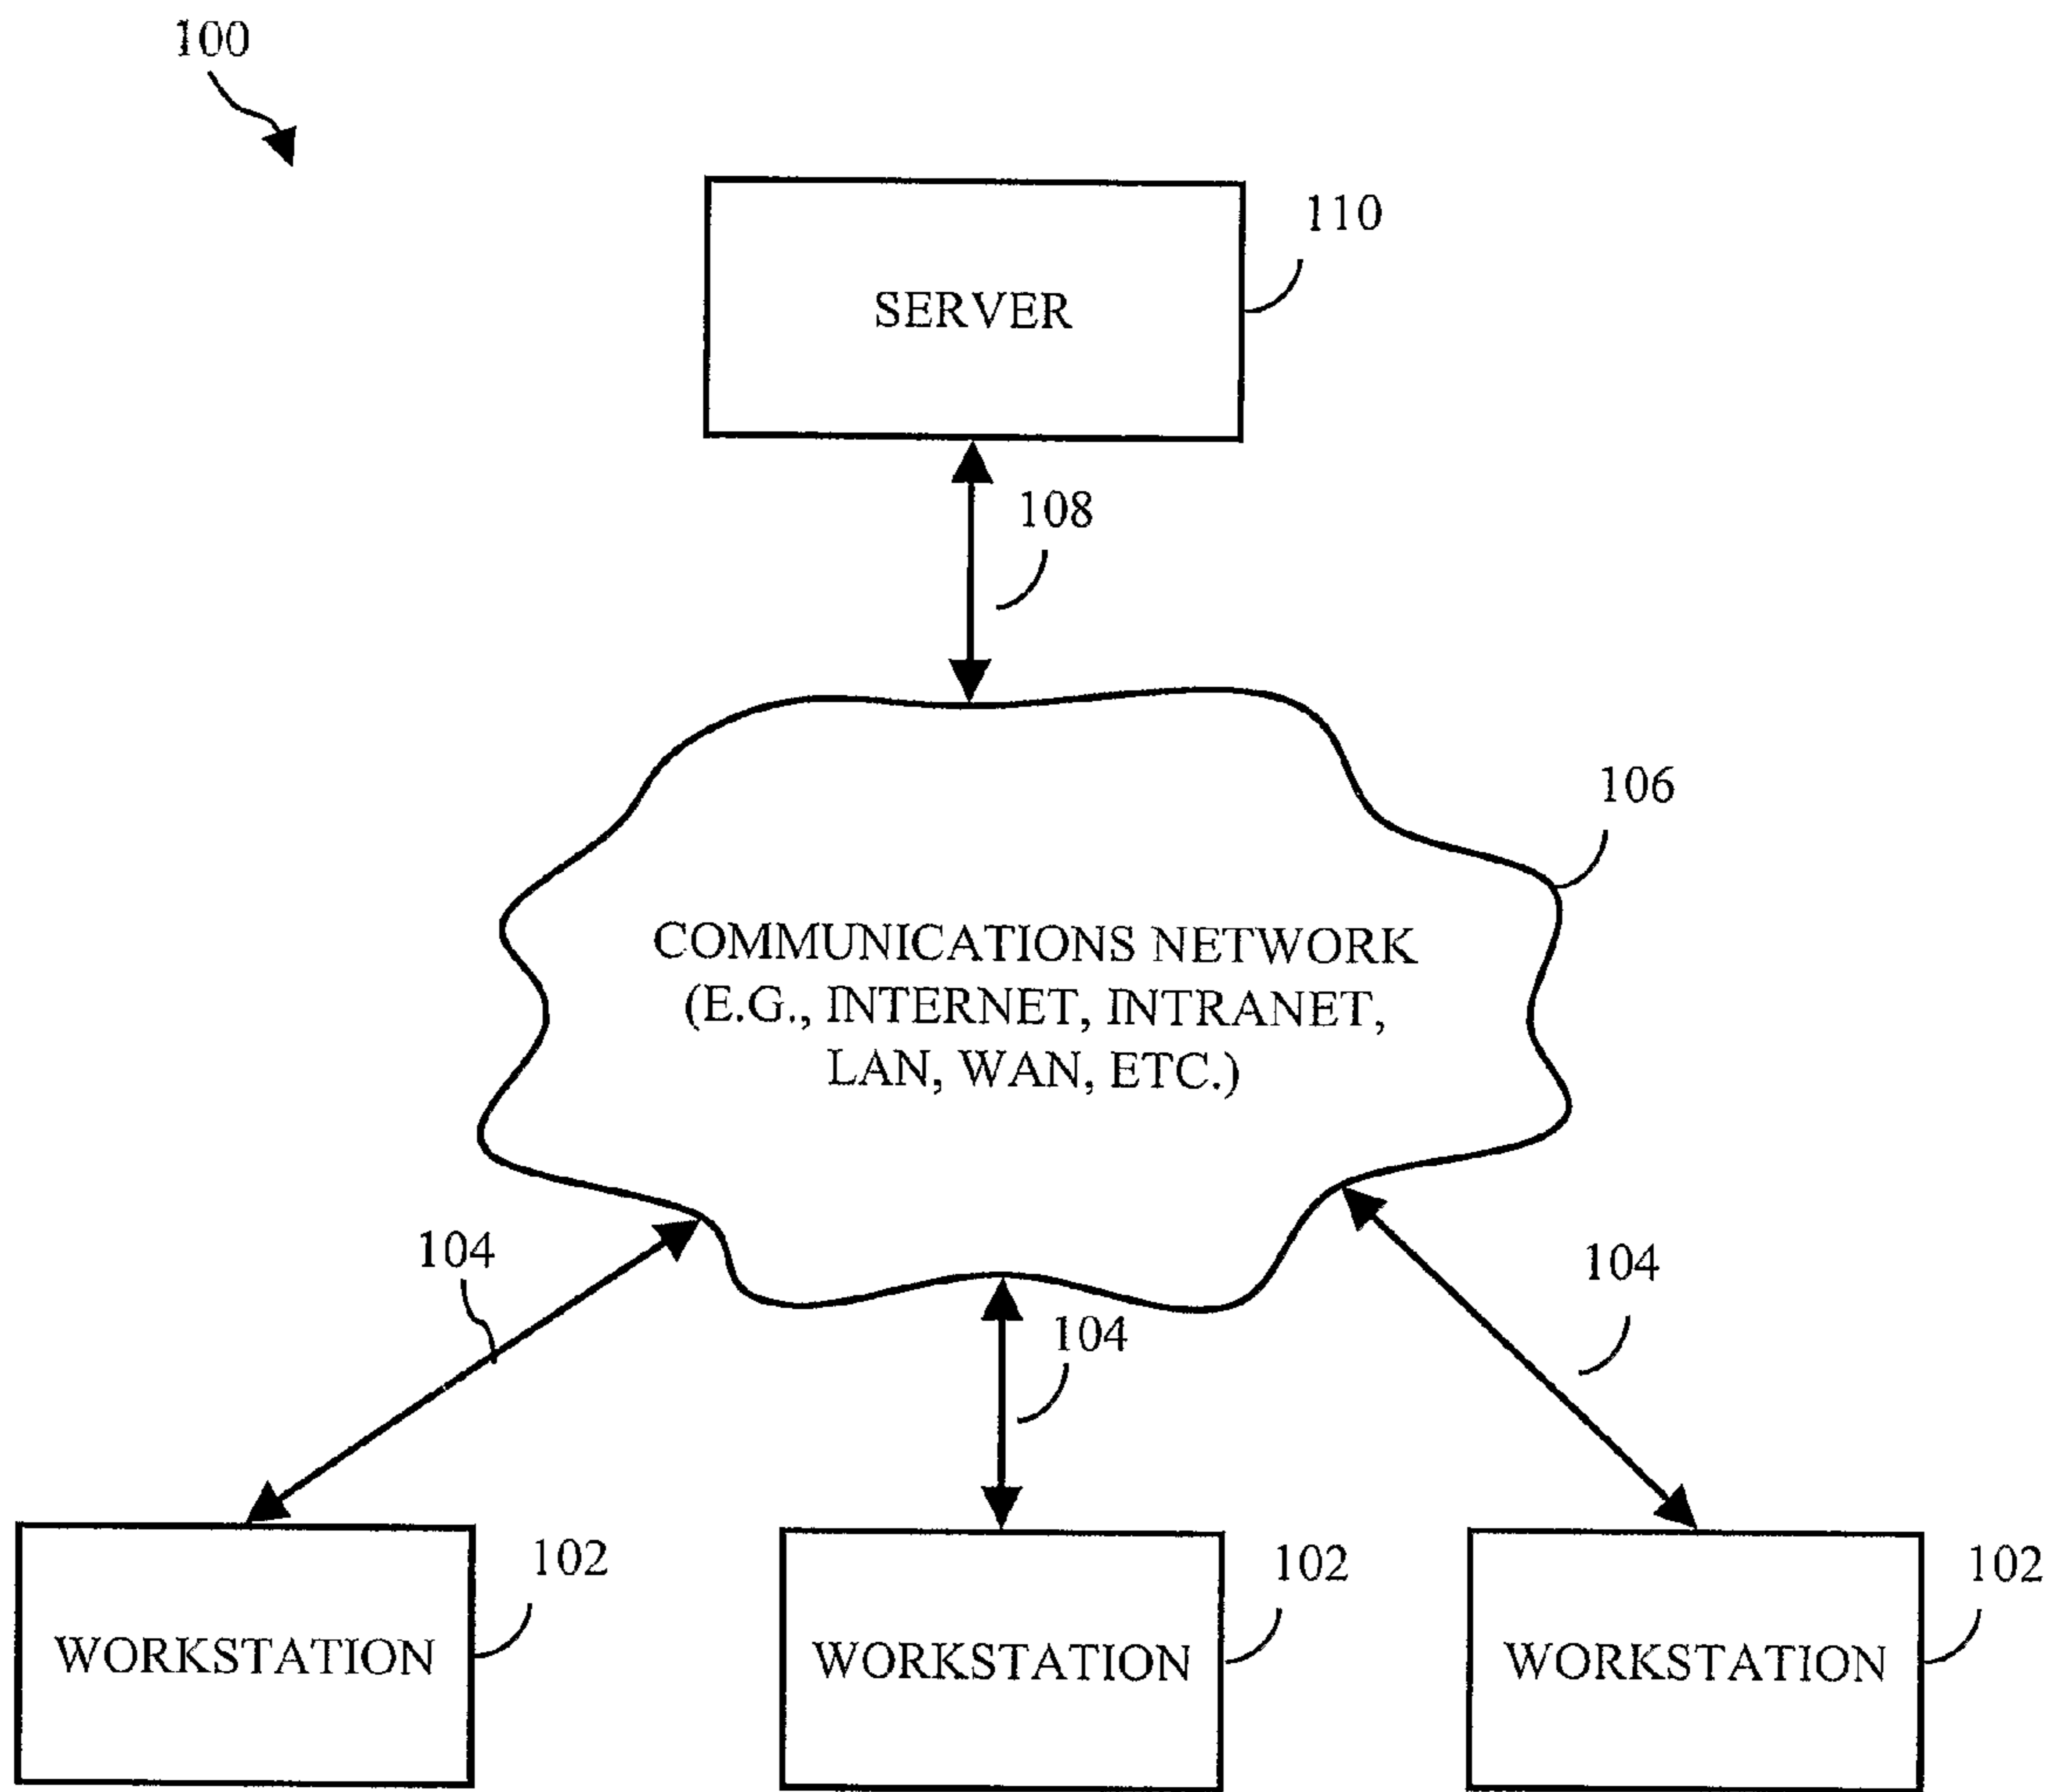 100
110
SERVER
108
106
COMMUNICATIONS NETWORK
(E.G., INTERNET, INTRANET,
LAN, WAN, ETC.)
104
104
104
102
102
102
WORKSTATION
WORKSTATION
WORKSTATION